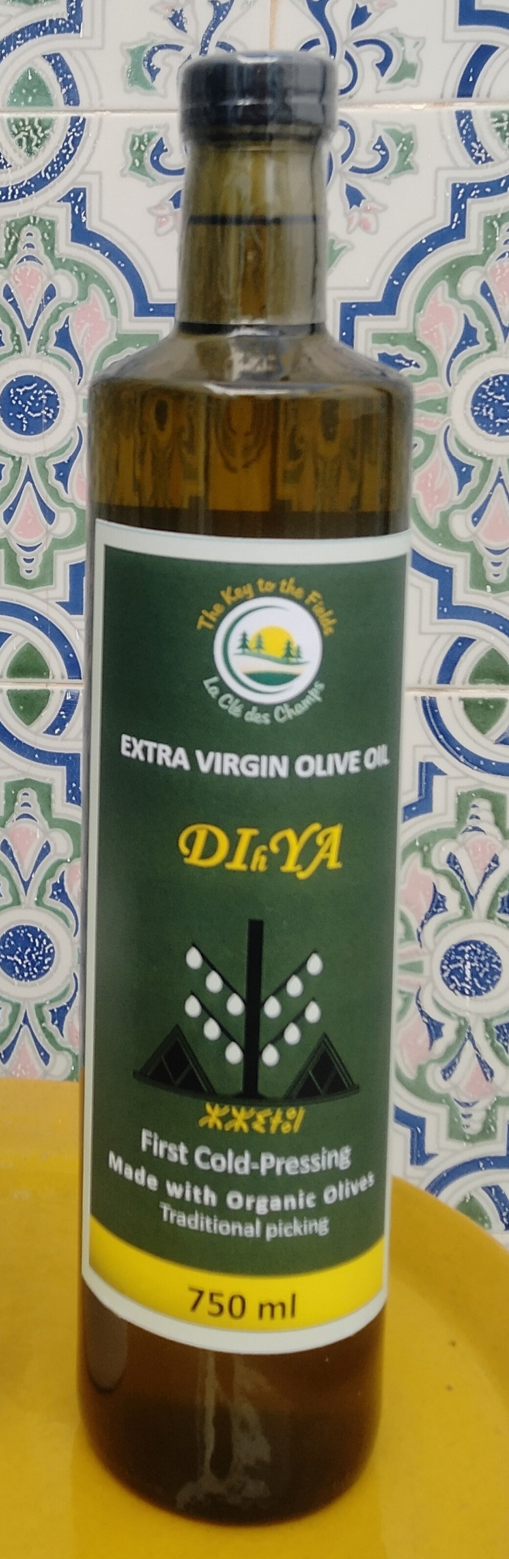 The Key to the Fields
La Clé des Champs
EXTRA VIRGIN OLIVE OIL
DIhYA
ⵣⵣⵉⵜⵓⵏ
First Cold-Pressing
Made with Organic Olives
Traditional picking
750 ml